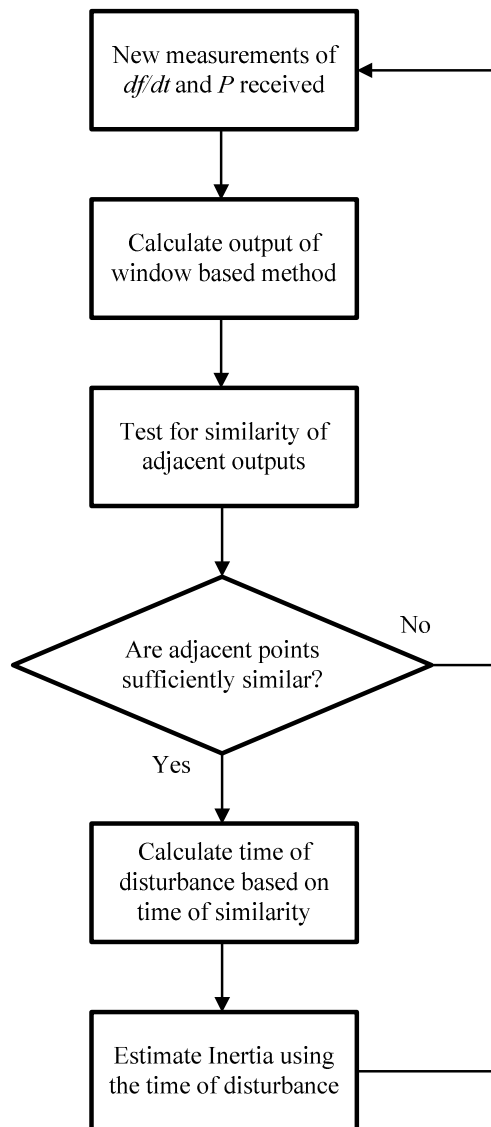 New measurements of
df/dt and P received
Calculate output of
window based method
Test for similarity of
adjacent outputs
Are adjacent points
sufficiently similar?
No
Yes
Calculate time of
disturbance based on
time of similarity
Estimate Inertia using
the time of disturbance